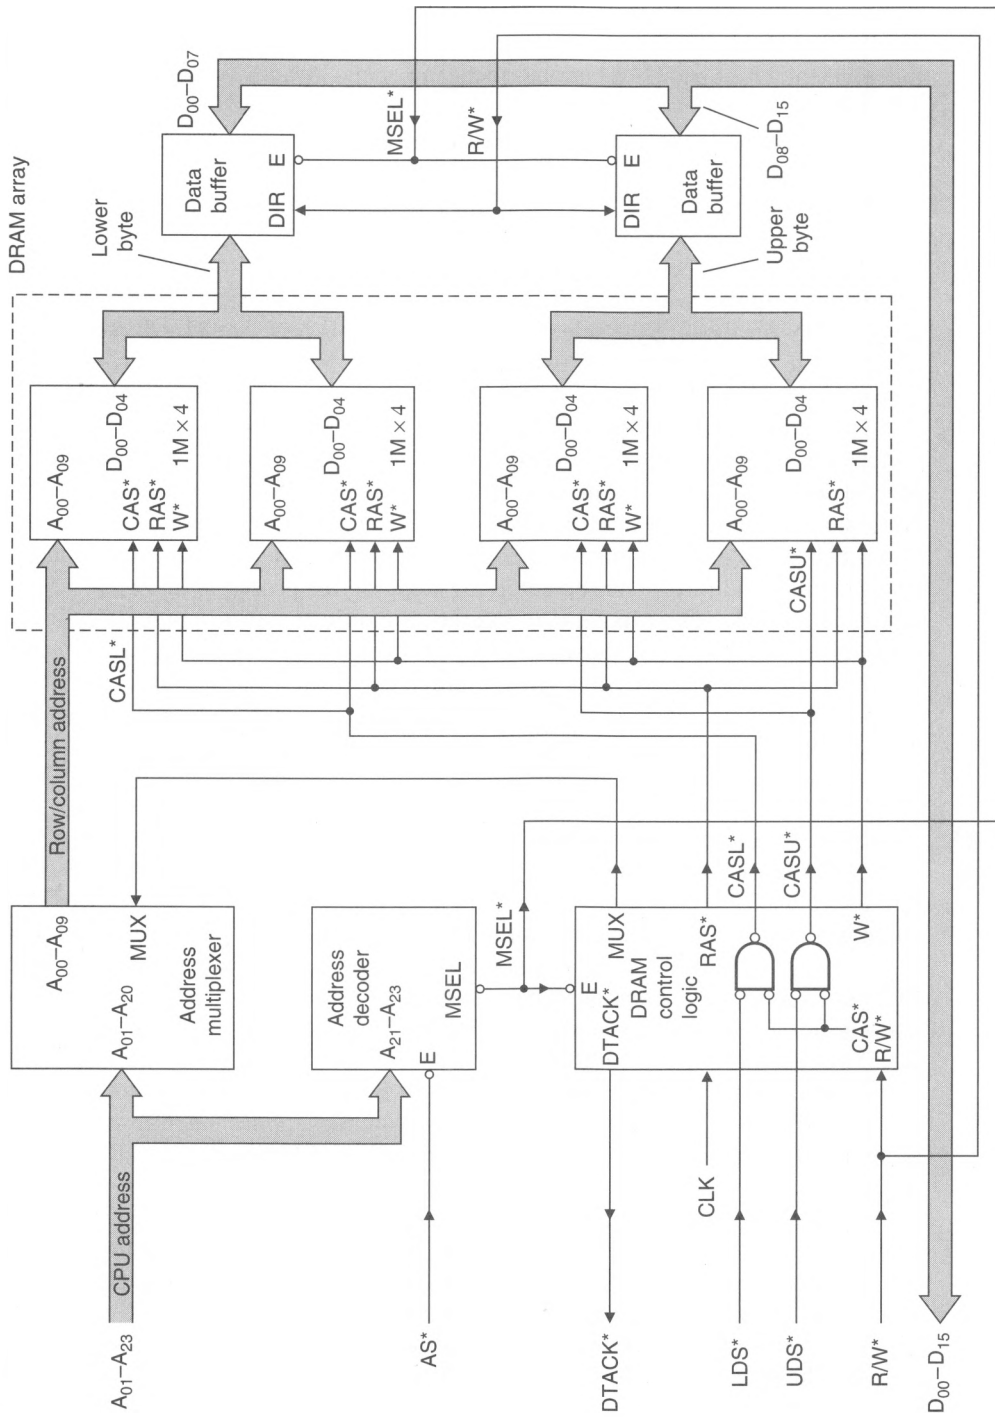 A₀₁–A₂₃
CPU address
A₀₀–A₀₉
A₀₁–A₂₀
MUX
Address
multiplexer
Row/column address
DRAM array
AS*
Address
decoder
A₂₁–A₂₃
E
MSEL
MSEL*
DTACK*
CLK
LDS*
UDS*
R/W*
D₀₀–D₁₅
E
DTACK*
MUX
DRAM
control
logic
RAS*
CAS*
R/W*
W*
CASL*
CASU*
CASL*
CASU*
A₀₀–A₀₉
D₀₀–D₀₄
CAS*
RAS*
W*
1M × 4
A₀₀–A₀₉
D₀₀–D₀₄
CAS*
RAS*
W*
1M × 4
A₀₀–A₀₉
D₀₀–D₀₄
CAS*
RAS*
W*
1M × 4
A₀₀–A₀₉
D₀₀–D₀₄
RAS*
1M × 4
Lower
byte
Data
buffer
DIR
E
D₀₀–D₀₇
MSEL*
R/W*
Upper
byte
DIR
E
Data
buffer
D₀₈–D₁₅